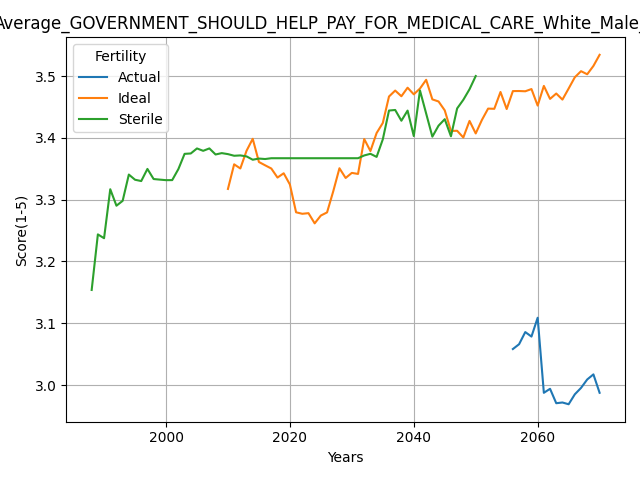 Average_GOVERNMENT_SHOULD_HELP_PAY_FOR_MEDICAL_CARE_White_Male_
Fertility
Actual
Ideal
Sterile
Score(1-5)
3.5
3.4
3.3
3.2
3.1
3.0
2000
2020
2040
2060
Years